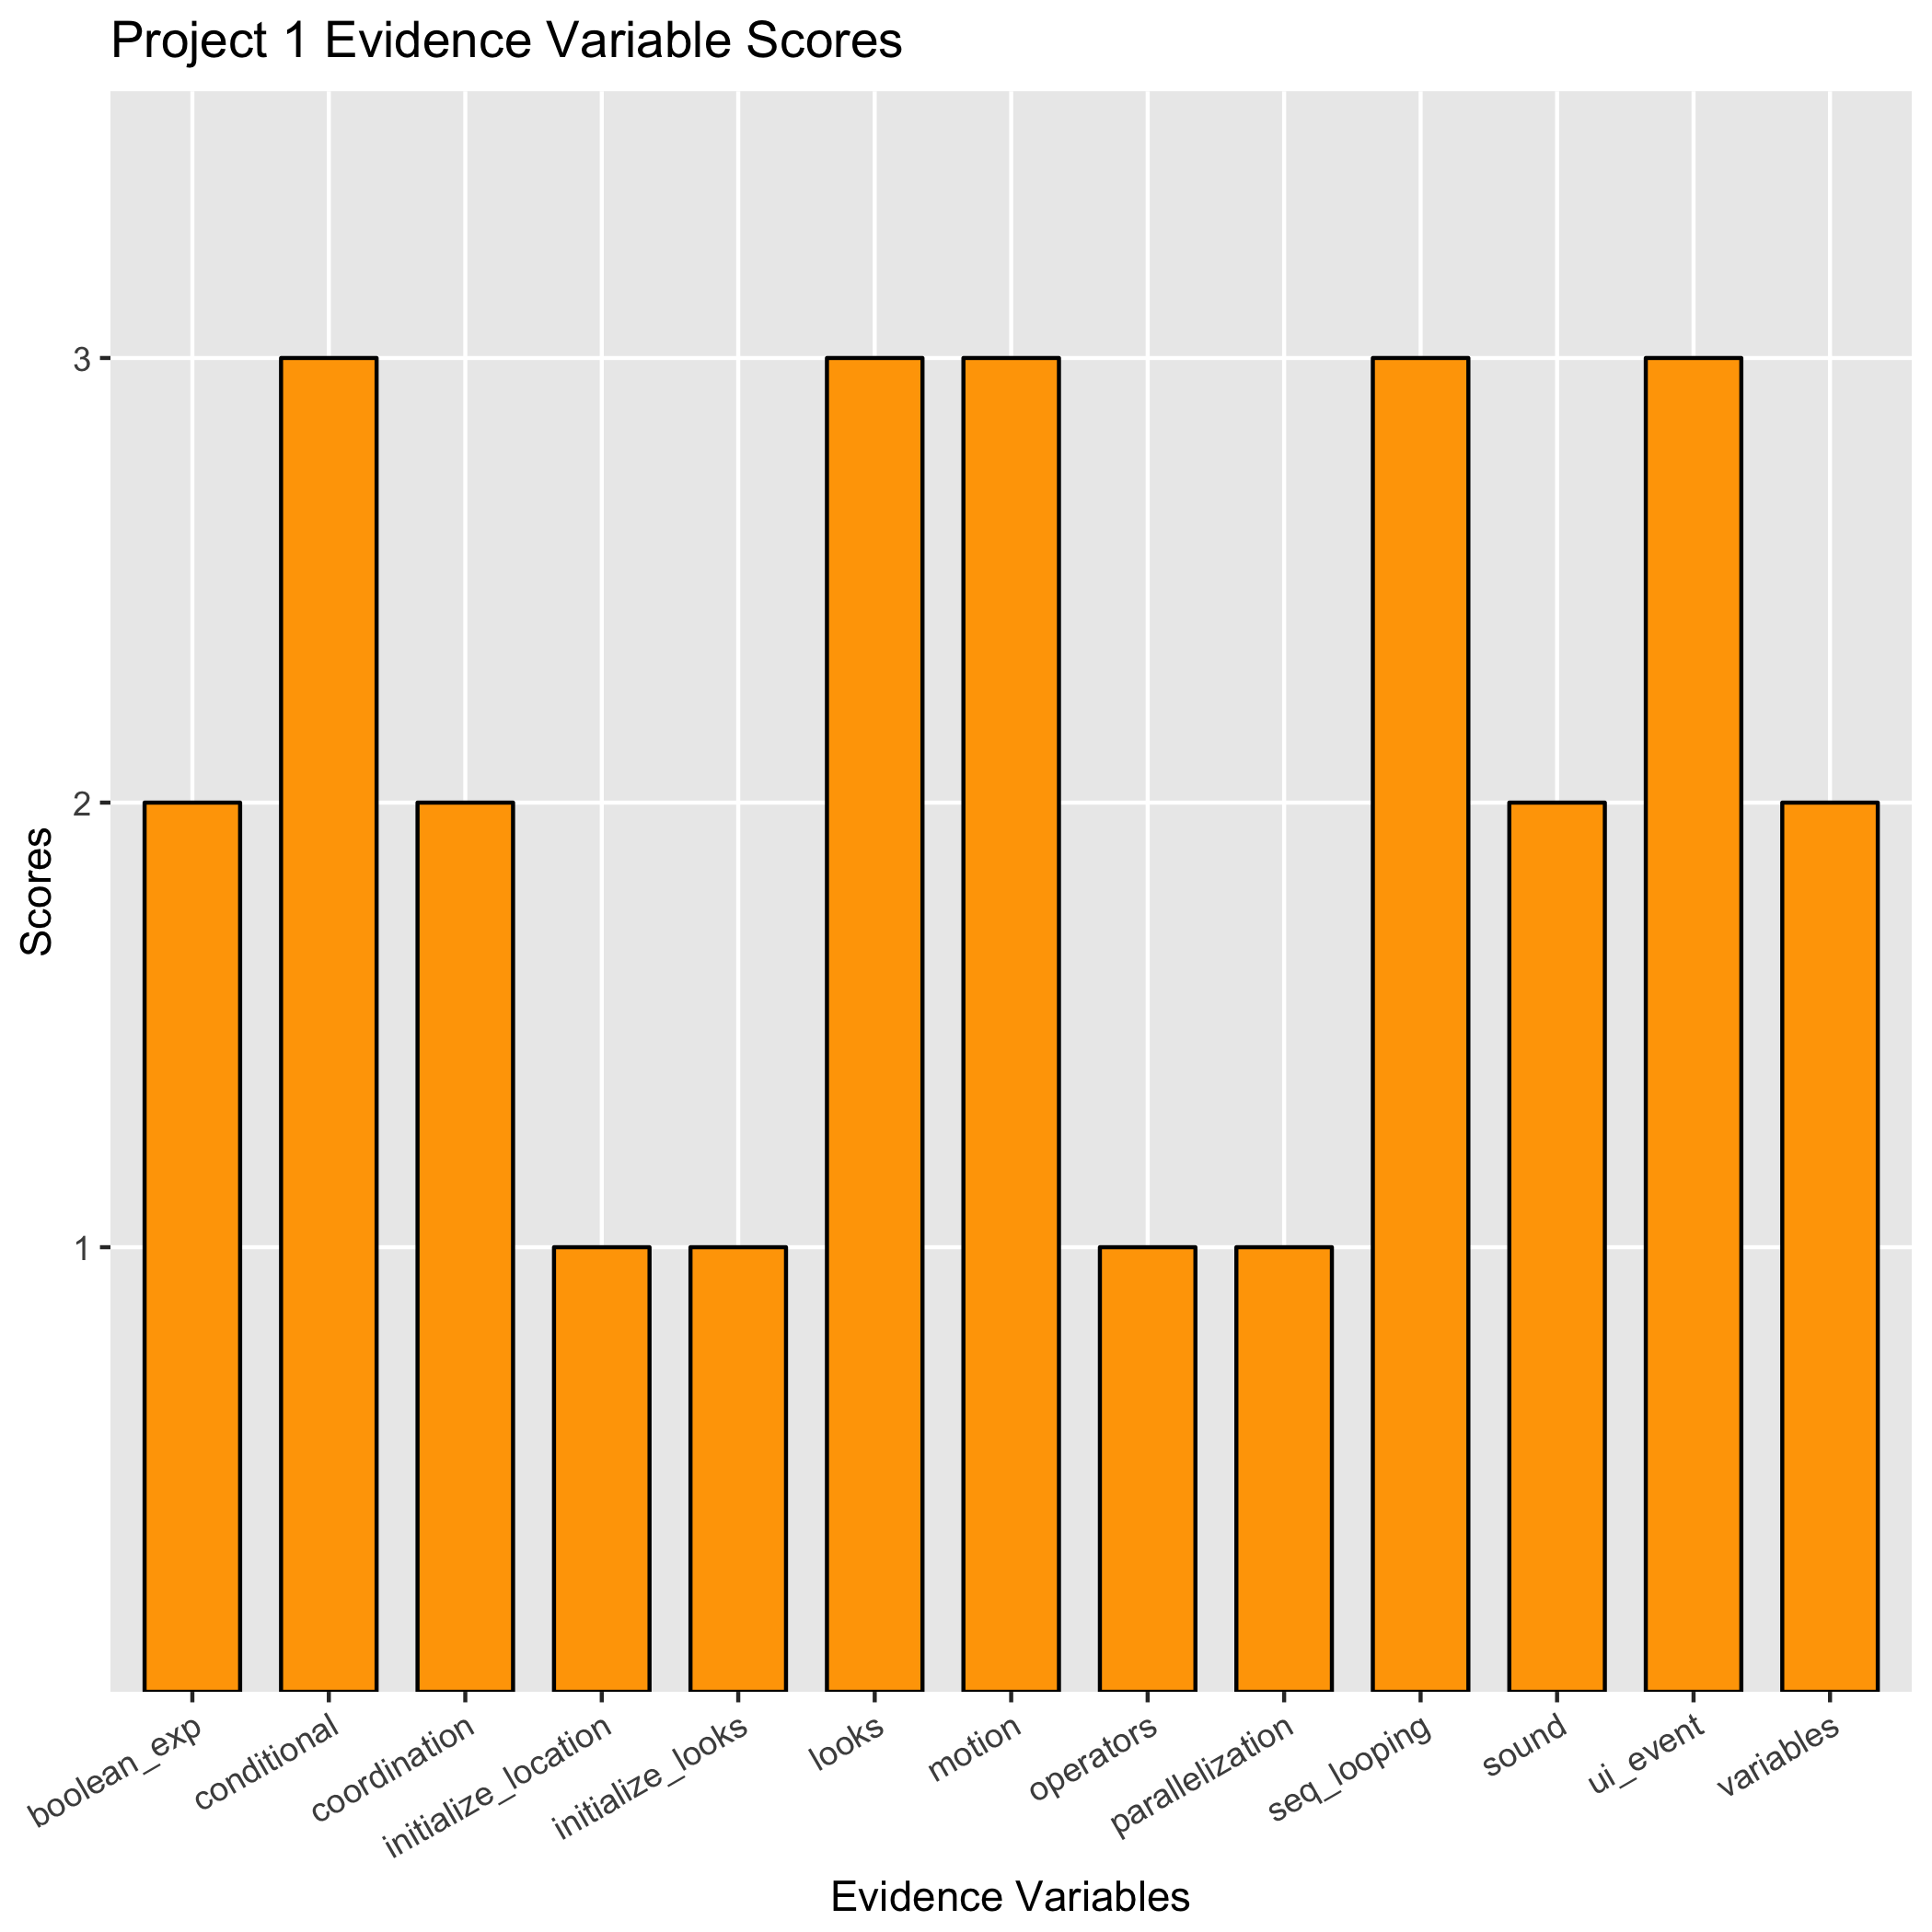 Project 1 Evidence Variable Scores
Scores
3
2
1
boolean_exp
conditional
coordination
initialize_location
initialize_looks
looks
motion
operators
parallelization
seq_looping
sound
ui_event
variables
Evidence Variables